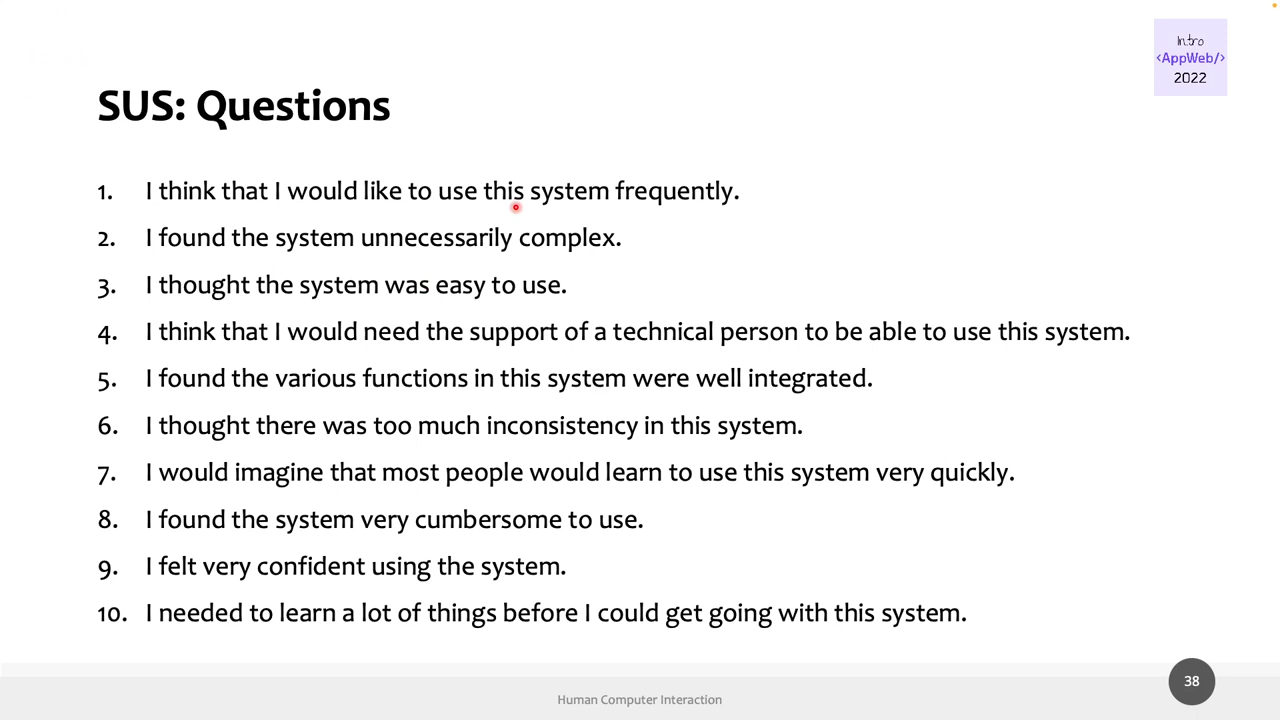 Intro
<AppWeb/>
2022
SUS: Questions
1. I think that I would like to use this system frequently.
2. I found the system unnecessarily complex.
3. I thought the system was easy to use.
4. I think that I would need the support of a technical person to be able to use this system.
5. I found the various functions in this system were well integrated.
6. I thought there was too much inconsistency in this system.
7. I would imagine that most people would learn to use this system very quickly.
8. I found the system very cumbersome to use.
9. I felt very confident using the system.
10. I needed to learn a lot of things before I could get going with this system.
Human Computer Interaction
38